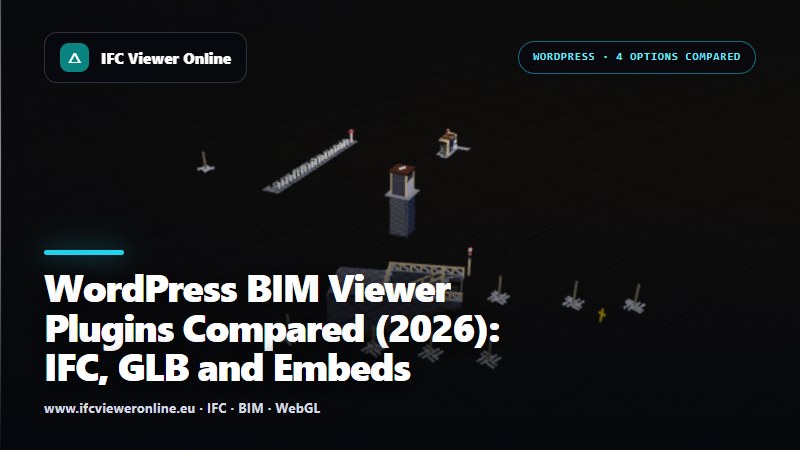 IFC Viewer Online
WORDPRESS · 4 OPTIONS COMPARED
WordPress BIM Viewer
Plugins Compared (2026):
IFC, GLB and Embeds
www.ifcvieweronline.eu · IFC · BIM · WebGL